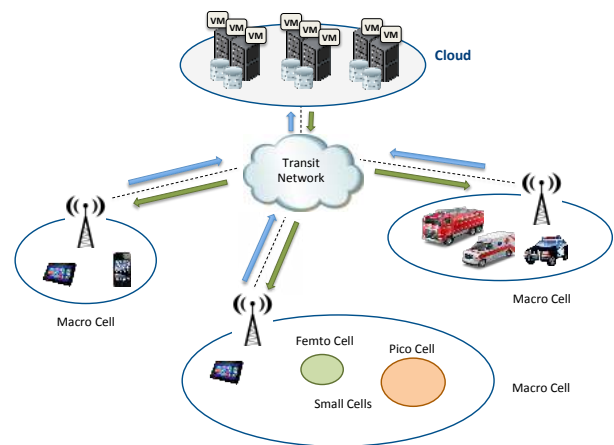 VM VM VM
VM VM VM
VM VM VM
Cloud
Transit
Network
Macro Cell
Macro Cell
Femto Cell
Pico Cell
Small Cells
Macro Cell